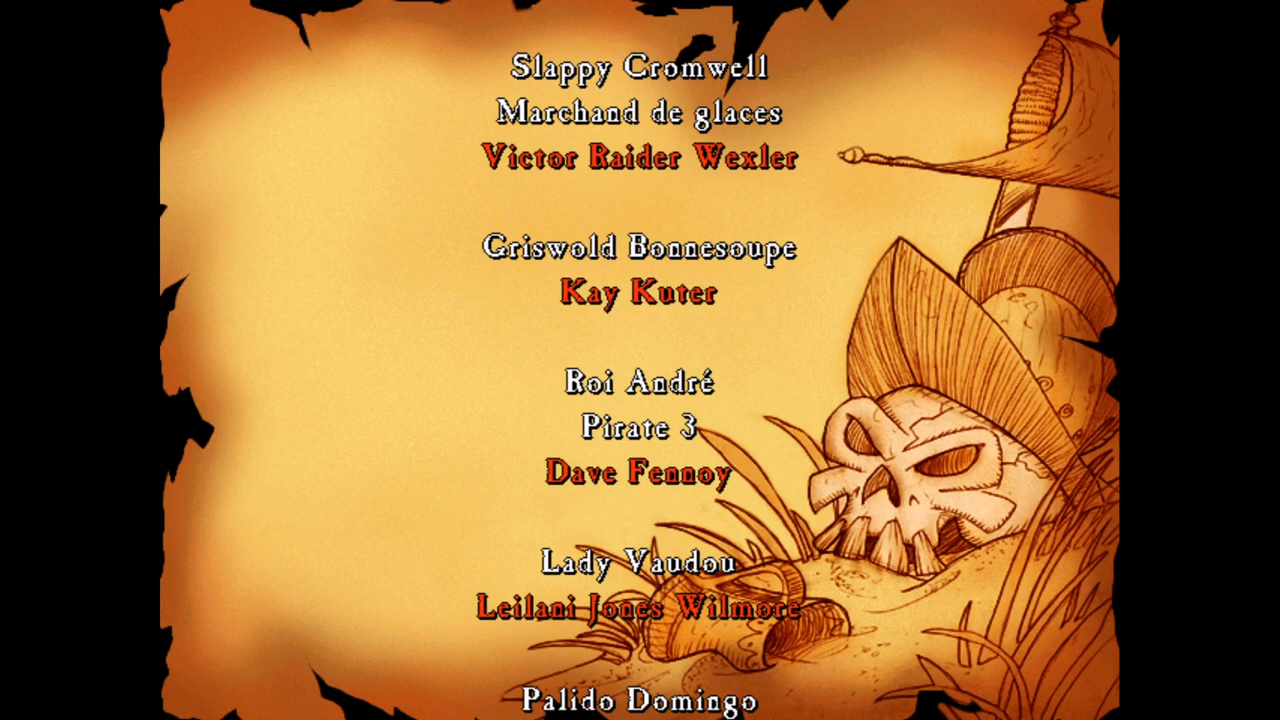 Slappy Cromwell
Marchand de glaces
Victor Raider Wexler
Griswold Bonnesoupe
Kay Kuter
Roi André
Pirate 3
Dave Fennoy
Lady Vaudou
Leilani Jones Wilmore
Palido Domingo